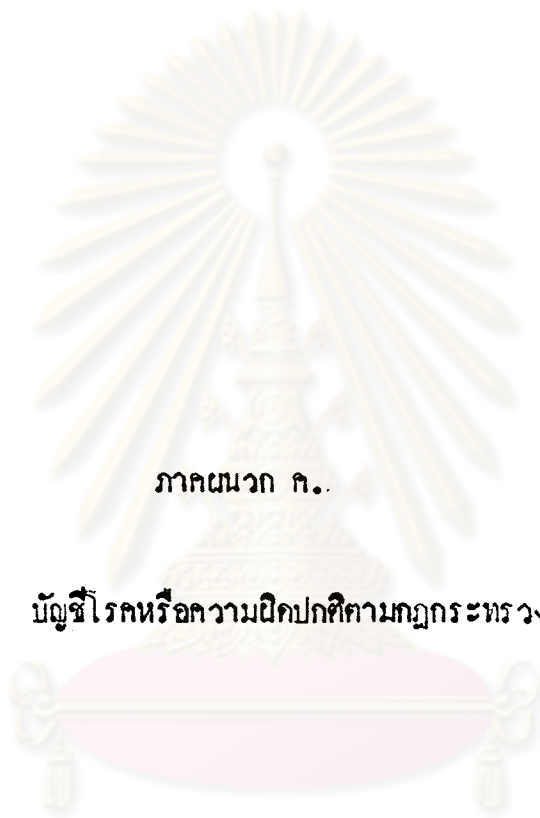 ภาคผนวก ค.
บัญชีโรคหรือความผิดปกติตามกฎกระทรวง